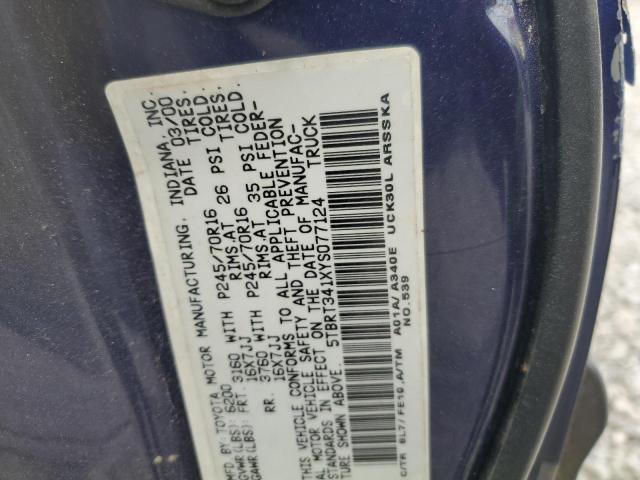 MFD. BY: TOYOTA MOTOR MANUFACTURING. INDIANA, INC.
GVWR(LBS): 6200 DATE 03/00
GAWR(LBS): FRT. 3160 WITH P245/70R16 TIRES.
16X7JJ RIMS.AT 26 PSI COLD.
RR. 3760 WITH P245/70R16 TIRES.
16X7JJ RIMS.AT 35 PSI COLD.
THIS VEHICLE CONFORMS TO ALL APPLICABLE FEDER-
AL MOTOR VEHICLE SAFETY AND THEFT PREVENTION
STANDARDS IN EFFECT ON THE DATE OF MANUFAC-
TURE SHOWN ABOVE. 5TBRT341XYS077124 TRUCK
C/TR 6L7/FE10 ,A/TM A01A/ A340E UCK30L ARSSKA
NO.539